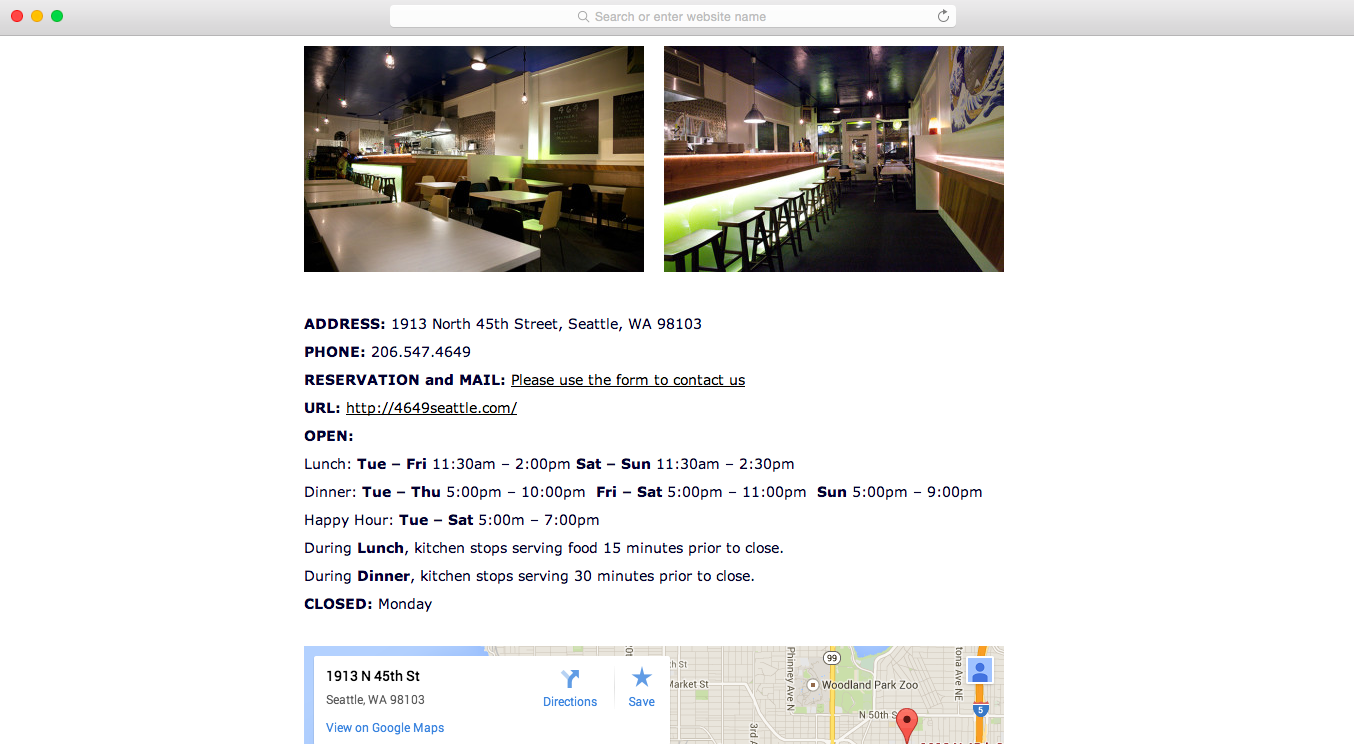 Search or enter website name
4649
ADDRESS: 1913 North 45th Street, Seattle, WA 98103
PHONE: 206.547.4649
RESERVATION and MAIL: Please use the form to contact us
URL: http://4649seattle.com/
OPEN:
Lunch: Tue – Fri 11:30am – 2:00pm Sat – Sun 11:30am – 2:30pm
Dinner: Tue – Thu 5:00pm – 10:00pm Fri – Sat 5:00pm – 11:00pm Sun 5:00pm – 9:00pm
Happy Hour: Tue – Sat 5:00m – 7:00pm
During Lunch, kitchen stops serving food 15 minutes prior to close.
During Dinner, kitchen stops serving 30 minutes prior to close.
CLOSED: Monday
1913 N 45th St
Seattle, WA 98103
View on Google Maps
Directions
Save
h St
Market St
3rd A
Phinney Ave N
99
Woodland Park Zoo
N 50th S
tona Ave NE
5